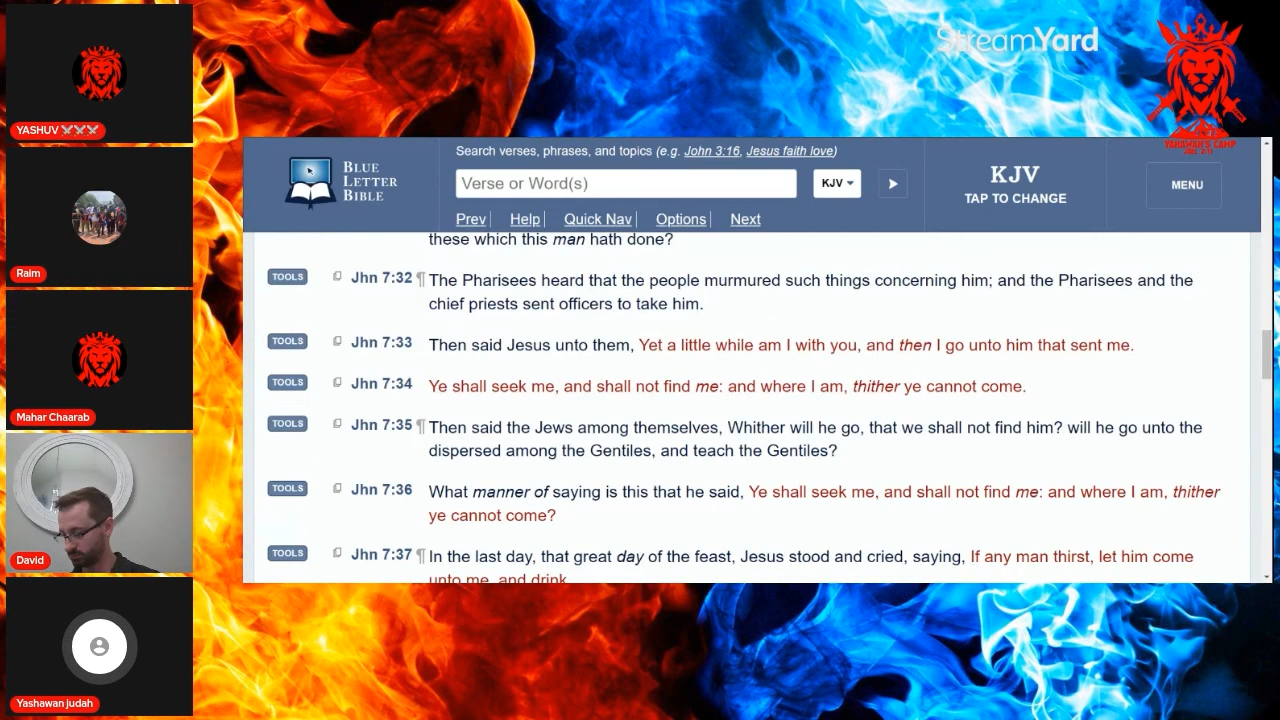 YASHUV ⚔⚔⚔
Raim
Mahar Chaarab
David
Yashawan judah
StreamYard
YAHAWAH'S CAMP
BLUE
LETTER
BIBLE
Search verses, phrases, and topics (e.g. John 3:16, Jesus faith love)
Verse or Word(s)
KJV
Prev | Help | Quick Nav | Options | Next
KJV
TAP TO CHANGE
MENU
these which this man hath done?
TOOLS Jhn 7:32 ¶ The Pharisees heard that the people murmured such things concerning him; and the Pharisees and the
chief priests sent officers to take him.
TOOLS Jhn 7:33 Then said Jesus unto them, Yet a little while am I with you, and then I go unto him that sent me.
TOOLS Jhn 7:34 Ye shall seek me, and shall not find me: and where I am, thither ye cannot come.
TOOLS Jhn 7:35 ¶ Then said the Jews among themselves, Whither will he go, that we shall not find him? will he go unto the
dispersed among the Gentiles, and teach the Gentiles?
TOOLS Jhn 7:36 What manner of saying is this that he said, Ye shall seek me, and shall not find me: and where I am, thither
ye cannot come?
TOOLS Jhn 7:37 ¶ In the last day, that great day of the feast, Jesus stood and cried, saying, If any man thirst, let him come
unto me, and drink